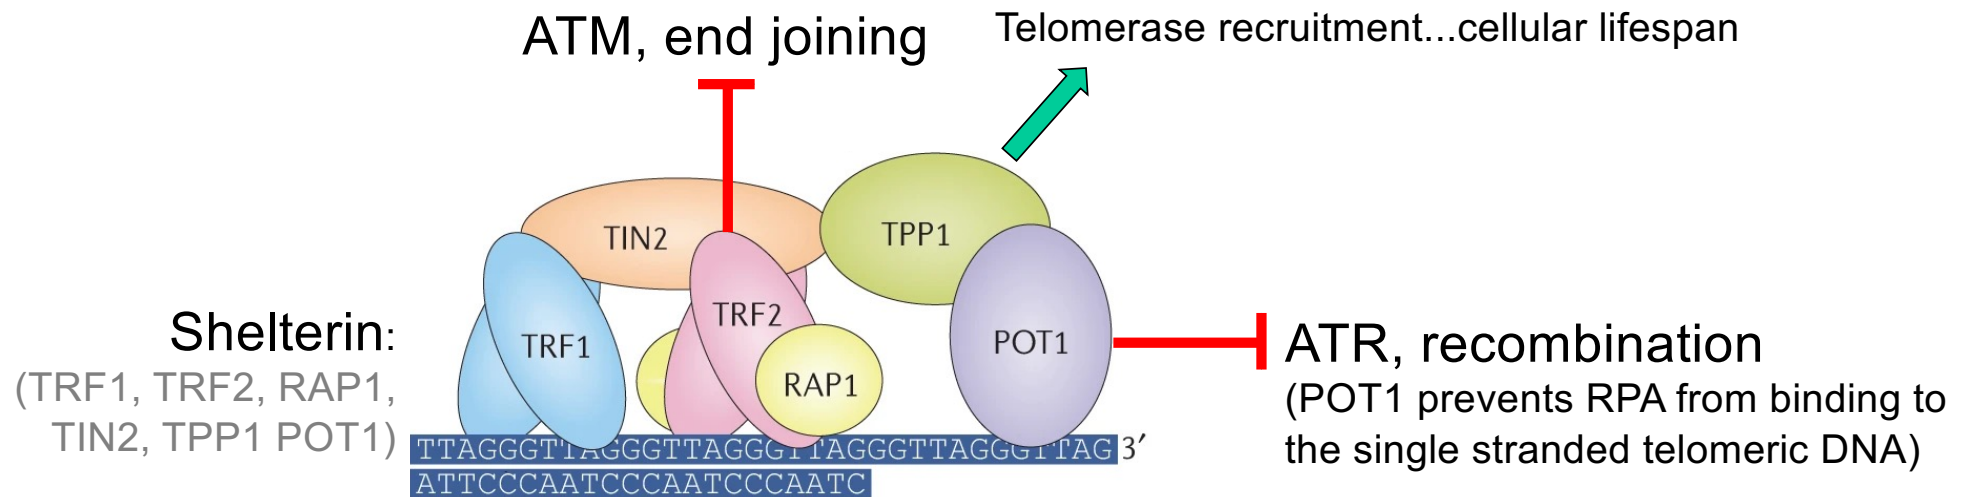 ATM, end joining
Telomerase recruitment...cellular lifespan
TIN2
TPP1
TRF2
TRF1
RAP1
POT1
Shelterin:
(TRF1, TRF2, RAP1,
TIN2, TPP1 POT1)
ATR, recombination
(POT1 prevents RPA from binding to
the single stranded telomeric DNA)
TTAGGGTTAGGGTTAGGGTTAGGGTTAGGGTTAG 3′
ATTCCCAATCCCAATCCCAATC